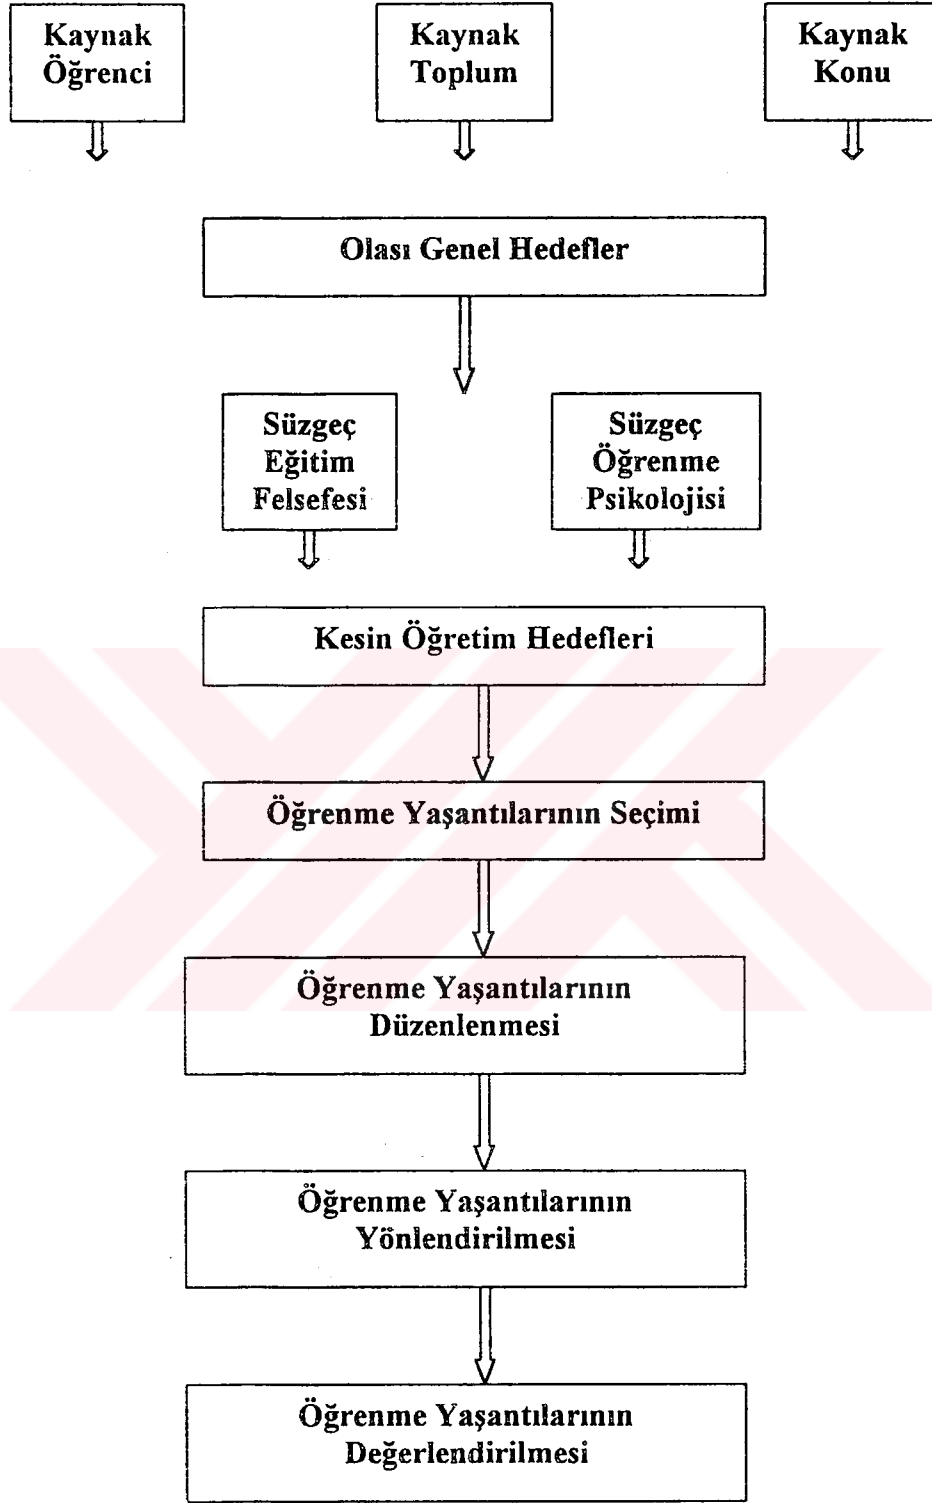 Kaynak
Öğrenci
Kaynak
Toplum
Kaynak
Konu
Olası Genel Hedefler
Süzgeç
Eğitim
Felsefesi
Süzgeç
Öğrenme
Psikolojisi
Kesin Öğretim Hedefleri
Öğrenme Yaşantılarının Seçimi
Öğrenme Yaşantılarının
Düzenlenmesi
Öğrenme Yaşantılarının
Yönlendirilmesi
Öğrenme Yaşantılarının
Değerlendirilmesi